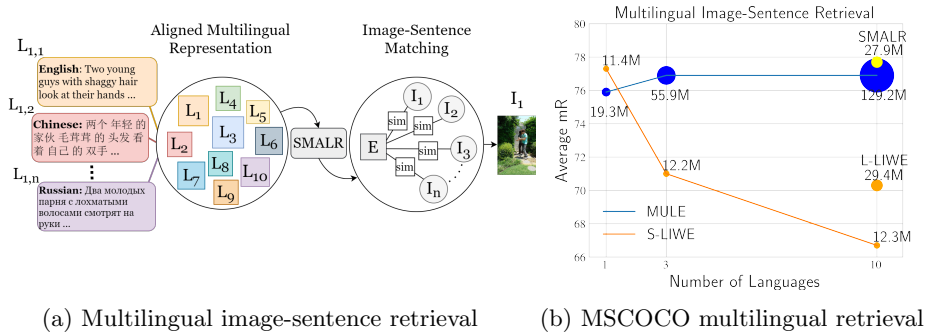 L1,1
Aligned Multilingual
Representation
Image-Sentence
Matching
English: Two young
guys with shaggy hair
look at their hands ...
L1,2
Chinese: 两个 年轻 的
家伙 毛茸茸 的 头发 看
着 自己 的 双手 ...
L1,n
Russian: Два молодых
парня с лохматыми
волосами смотрят на
руки ...
L1
L4
L5
L2
L3
L6
L7
L8
L9
L10
SMALR
E
sim
sim
sim
sim
I1
I2
I3
In
I1
(a) Multilingual image-sentence retrieval
Multilingual Image-Sentence Retrieval
Average mR
80
78
76
74
72
70
68
66
11.4M
19.3M
55.9M
SMALR
27.9M
129.2M
12.2M
L-LIWE
29.4M
12.3M
MULE
S-LIWE
1
3
10
Number of Languages
(b) MSCOCO multilingual retrieval